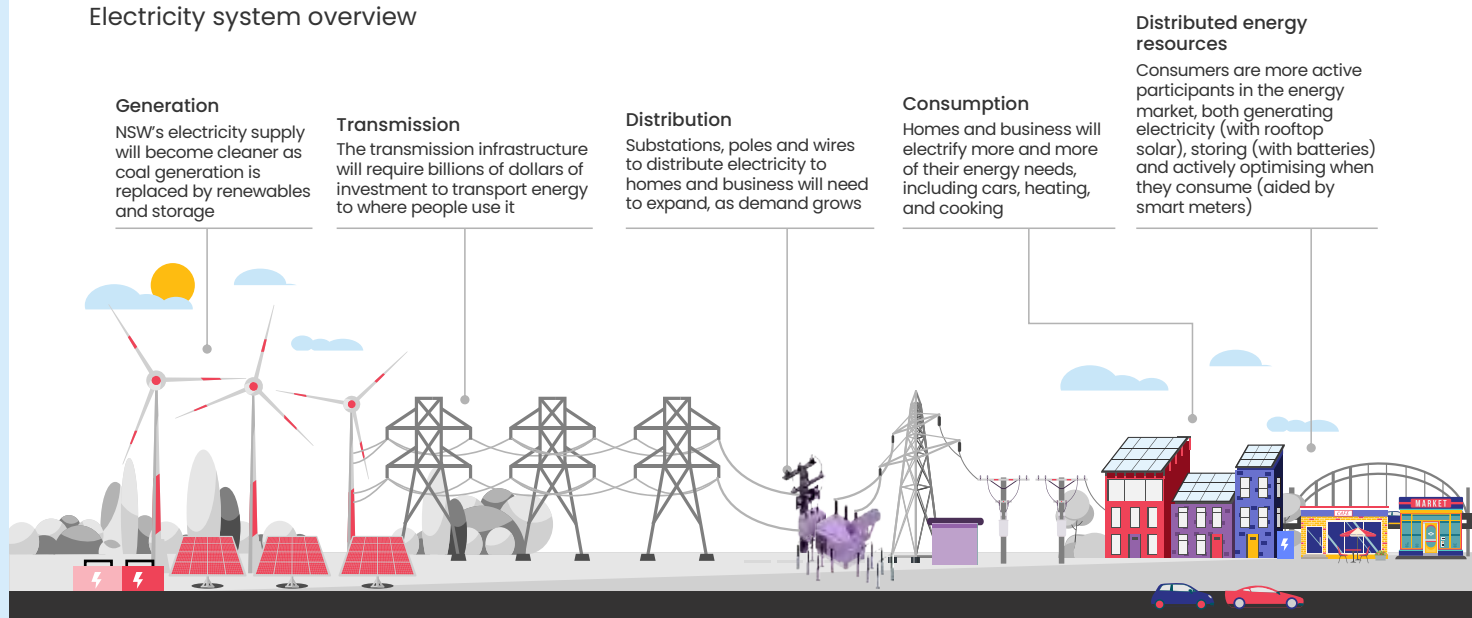 Electricity system overview
Generation
NSW's electricity supply
will become cleaner as
coal generation is
replaced by renewables
and storage
Transmission
The transmission infrastructure
will require billions of dollars of
investment to transport energy
to where people use it
Distribution
Substations, poles and wires
to distribute electricity to
homes and business will need
to expand, as demand grows
Consumption
Homes and business will
electrify more and more
of their energy needs,
including cars, heating,
and cooking
Distributed energy
resources
Consumers are more active
participants in the energy
market, both generating
electricity (with rooftop
solar), storing (with batteries)
and actively optimising when
they consume (aided by
smart meters)
CAFE
MARKET